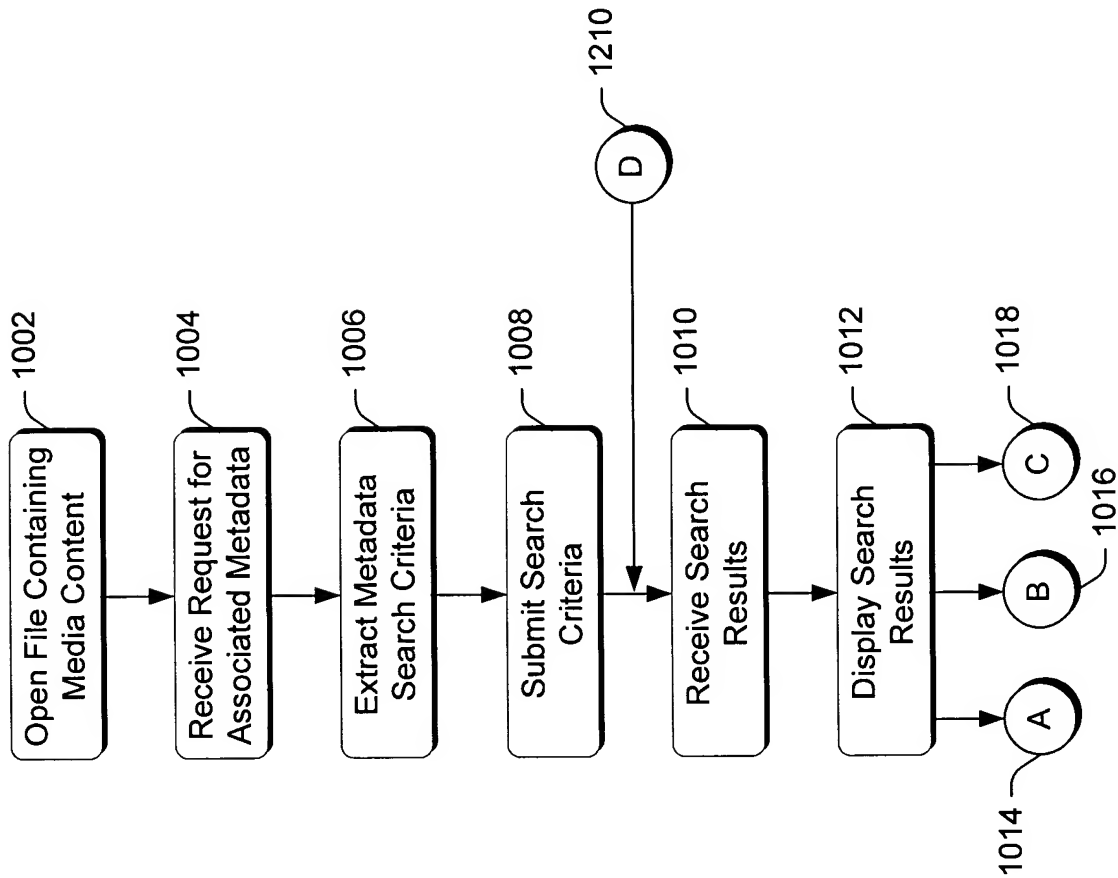 Open File Containing
Media Content
1002
Receive Request for
Associated Metadata
1004
Extract Metadata
Search Criteria
1006
Submit Search
Criteria
1008
D
1210
Receive Search
Results
1010
Display Search
Results
1012
A
1014
B
1016
C
1018